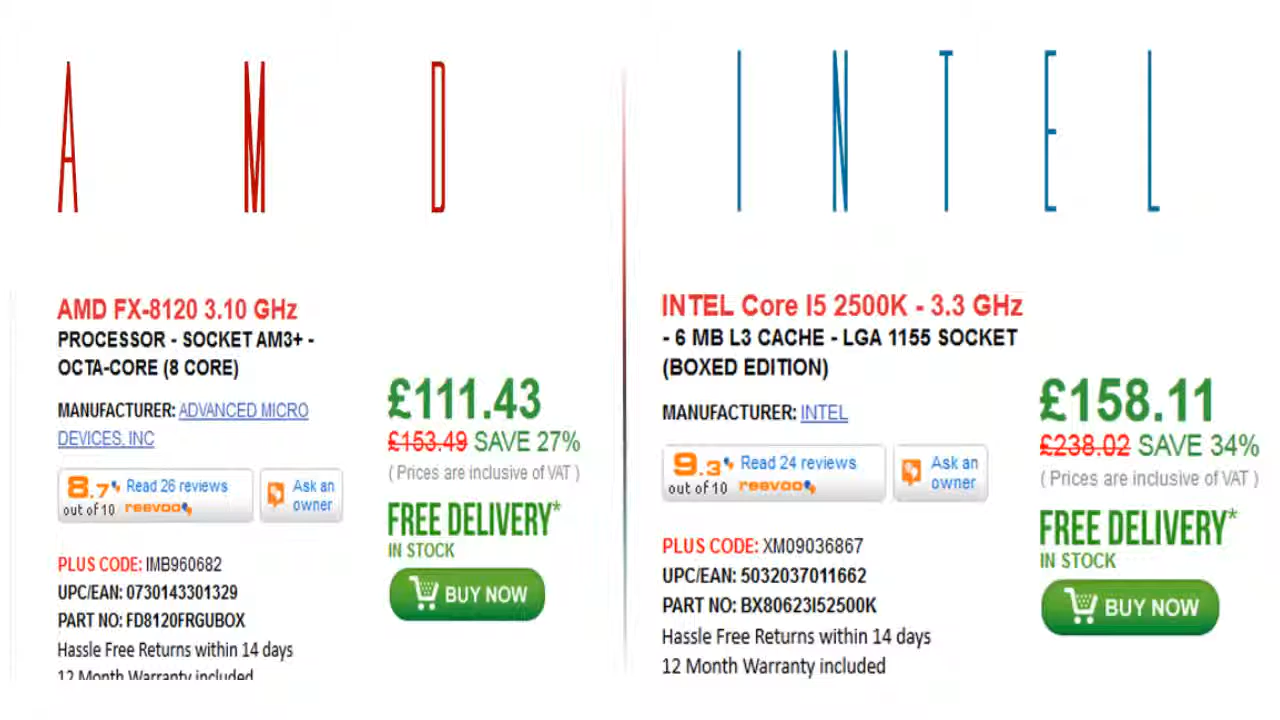 A M D
AMD FX-8120 3.10 GHz
PROCESSOR - SOCKET AM3+ -
OCTA-CORE (8 CORE)
MANUFACTURER: ADVANCED MICRO
DEVICES, INC
8.7 Read 26 reviews
out of 10 reevoo
Ask an
owner
PLUS CODE: IMB960682
UPC/EAN: 0730143301329
PART NO: FD8120FRGUBOX
Hassle Free Returns within 14 days
12 Month Warranty included
£111.43
£153.49 SAVE 27%
( Prices are inclusive of VAT )
FREE DELIVERY*
IN STOCK
BUY NOW
I N T E L
INTEL Core I5 2500K - 3.3 GHz
- 6 MB L3 CACHE - LGA 1155 SOCKET
(BOXED EDITION)
MANUFACTURER: INTEL
9.3 Read 24 reviews
out of 10 reevoo
Ask an
owner
PLUS CODE: XM09036867
UPC/EAN: 5032037011662
PART NO: BX80623I52500K
Hassle Free Returns within 14 days
12 Month Warranty included
£158.11
£238.02 SAVE 34%
( Prices are inclusive of VAT )
FREE DELIVERY*
IN STOCK
BUY NOW